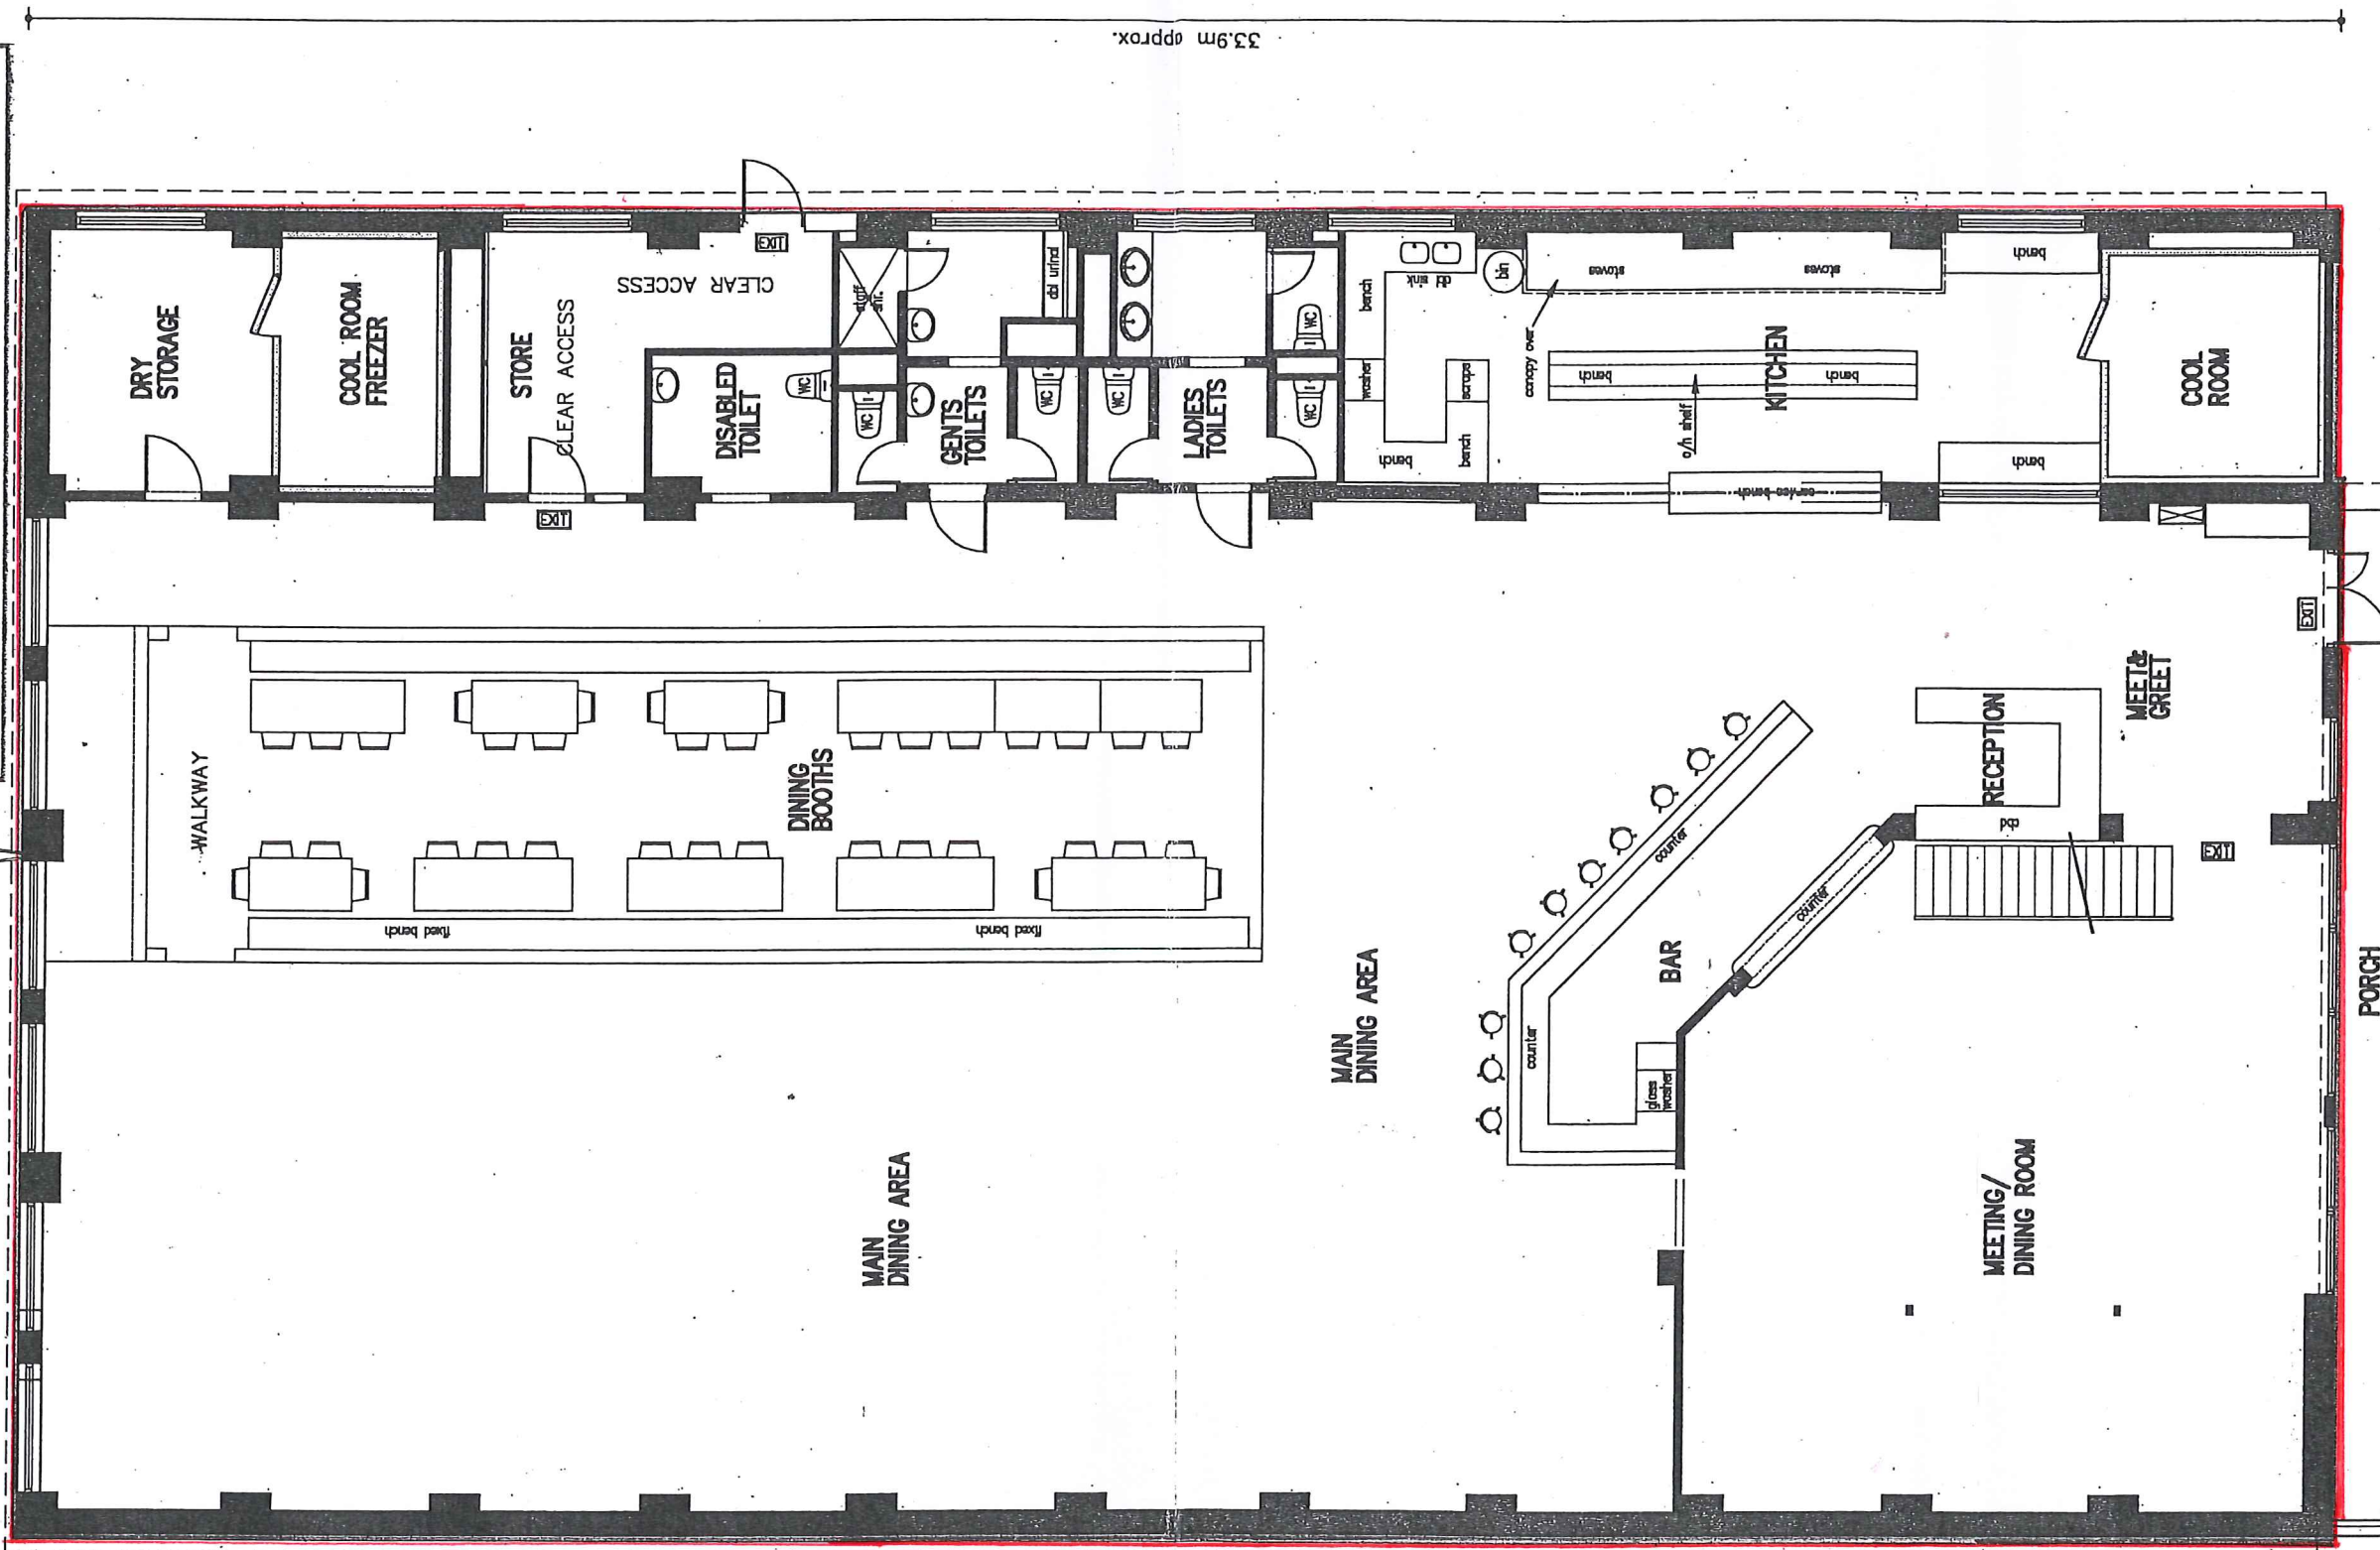 33.9m approx.
EXIT
CLEAR ACCESS
DRY
STORAGE
COOL ROOM
FREEZER
STORE
CLEAR ACCESS
EXIT
DISABLED
TOILET
WC
staff
shr.
WC
dbl urinal
GENTS
TOILETS
WC
WC
LADIES
TOILETS
WC
WC
bench
washer
dbl sink
bin
scraps
bench
bench
canopy over
stoves
stoves
bench
bench
o/h shelf
KITCHEN
bench
bench
service bench
COOL
ROOM
EXIT
MEET&
GREET
RECEPTION
cbd
EXIT
WALKWAY
DINING
BOOTHS
fixed bench
fixed bench
counter
counter
BAR
counter
glass
washer
MAIN
DINING AREA
MAIN
DINING AREA
MEETING/
DINING ROOM
PORCH